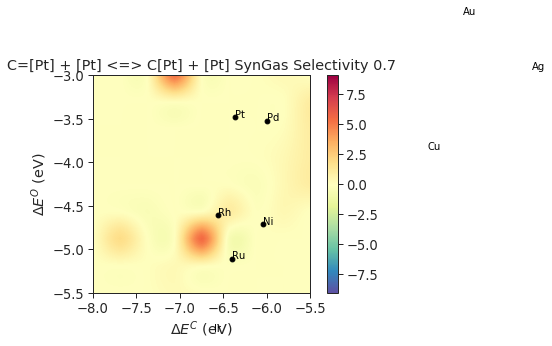 Au
Ag
C=[Pt] + [Pt] <=> C[Pt] + [Pt] SynGas Selectivity 0.7
−3.0
−3.5
−4.0
−4.5
−5.0
−5.5
ΔE^O (eV)
Pt
Pd
Rh
Ni
Ru
Cu
7.5
5.0
2.5
0.0
−2.5
−5.0
−7.5
−8.0 −7.5 −7.0 −6.5 −6.0 −5.5
ΔE^C (eV)